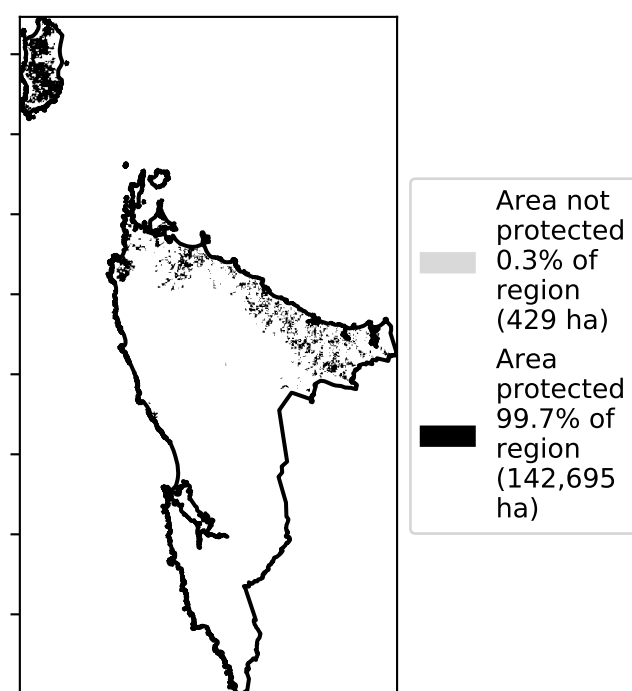 Area not
protected
0.3% of
region
(429 ha)
Area
protected
99.7% of
region
(142,695
ha)